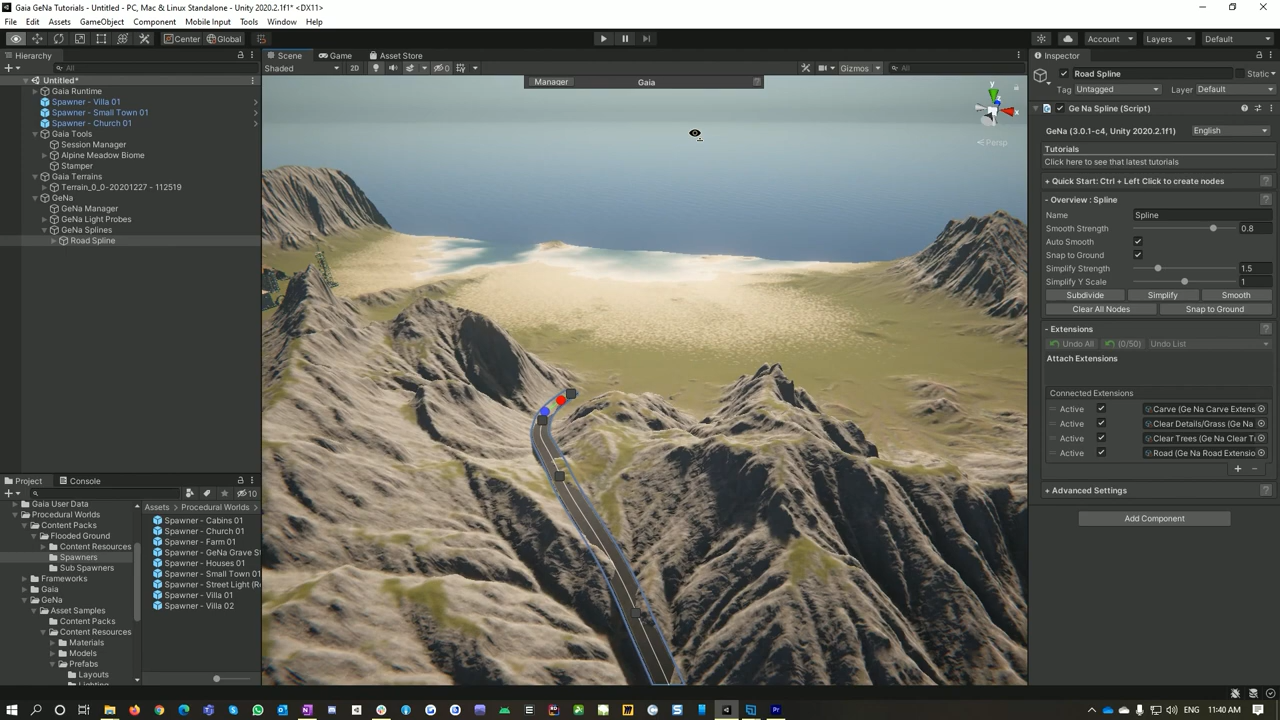 Gaia GeNa Tutorials - Untitled - PC, Mac & Linux Standalone - Unity 2020.2.1f1* <DX11>
File Edit Assets GameObject Component Mobile Input Tools Window Help
Center Global Account Layers Default
Hierarchy
All
Untitled*
Gaia Runtime
Spawner - Villa 01
Spawner - Small Town 01
Spawner - Church 01
Gaia Tools
Session Manager
Alpine Meadow Biome
Stamper
Gaia Terrains
Terrain_0_0-20201227 - 112519
GeNa
GeNa Manager
GeNa Light Probes
GeNa Splines
Road Spline
Scene Game Asset Store
Shaded 2D 0 Gizmos All
Manager Gaia
y
x
Persp
Inspector
Road Spline Static
Tag Untagged Layer Default
Ge Na Spline (Script)
GeNa (3.0.1-c4, Unity 2020.2.1f1) English
Tutorials
Click here to see that latest tutorials
+ Quick Start: Ctrl + Left Click to create nodes ?
- Overview : Spline ?
Name Spline
Smooth Strength 0.8
Auto Smooth
Snap to Ground
Simplify Strength 1.5
Simplify Y Scale 1
Subdivide Simplify Smooth
Clear All Nodes Snap to Ground
- Extensions ?
Undo All (0/50) Undo List
Attach Extensions
Connected Extensions
Active Carve (Ge Na Carve Extens
Active Clear Details/Grass (Ge Na
Active Clear Trees (Ge Na Clear T
Active Road (Ge Na Road Extensio
+ -
+ Advanced Settings ?
Add Component
Project Console
10
Gaia User Data
Procedural Worlds
Content Packs
Flooded Ground
Content Resources
Spawners
Sub Spawners
Frameworks
Gaia
GeNa
Asset Samples
Content Packs
Content Resources
Materials
Models
Prefabs
Layouts
Assets > Procedural Worlds >
Spawner - Cabins 01
Spawner - Church 01
Spawner - Farm 01
Spawner - GeNa Grave St
Spawner - Houses 01
Spawner - Small Town 01
Spawner - Street Light (R
Spawner - Villa 01
Spawner - Villa 02
ENG 11:40 AM